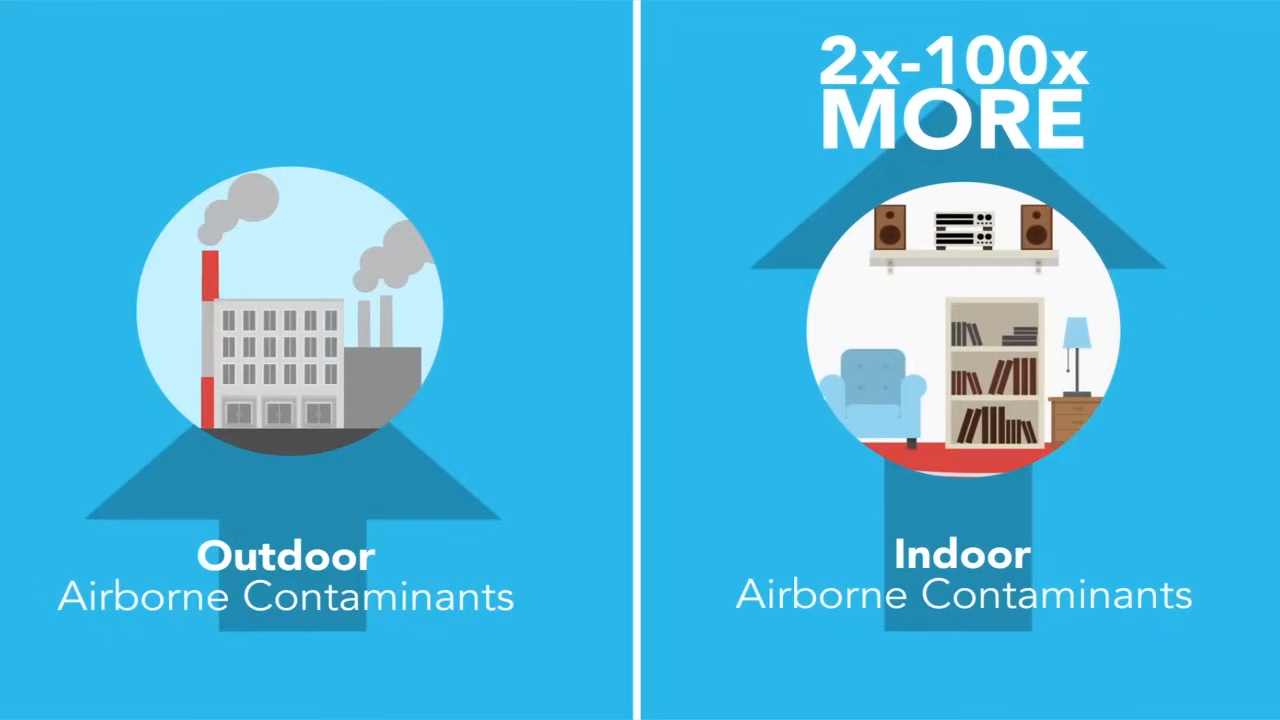 Outdoor
Airborne Contaminants
2x-100x
MORE
Indoor
Airborne Contaminants